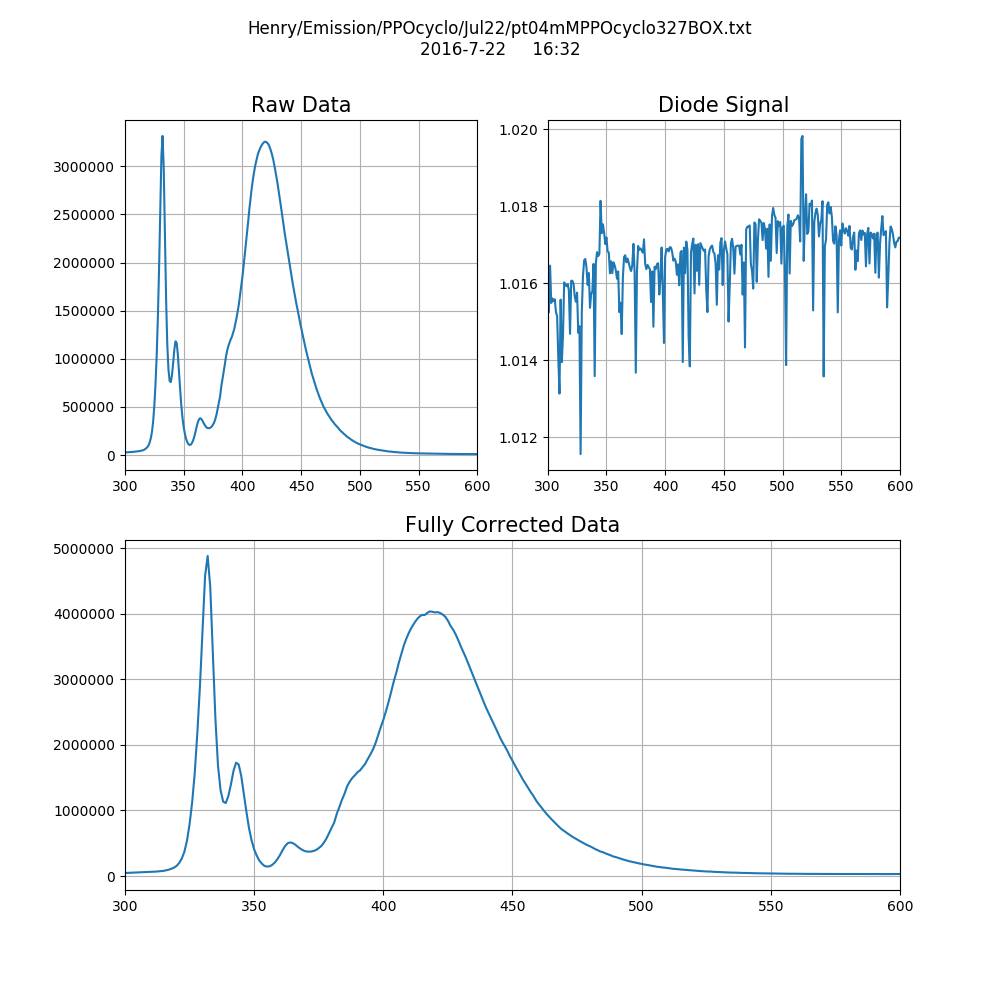 Henry/Emission/PPOcyclo/Jul22/pt04mMPPOcyclo327BOX.txt
2016-7-22 16:32
Raw Data
3000000
2500000
2000000
1500000
1000000
500000
0
300 350 400 450 500 550 600
Diode Signal
1.020
1.018
1.016
1.014
1.012
300 350 400 450 500 550 600
Fully Corrected Data
5000000
4000000
3000000
2000000
1000000
0
300 350 400 450 500 550 600